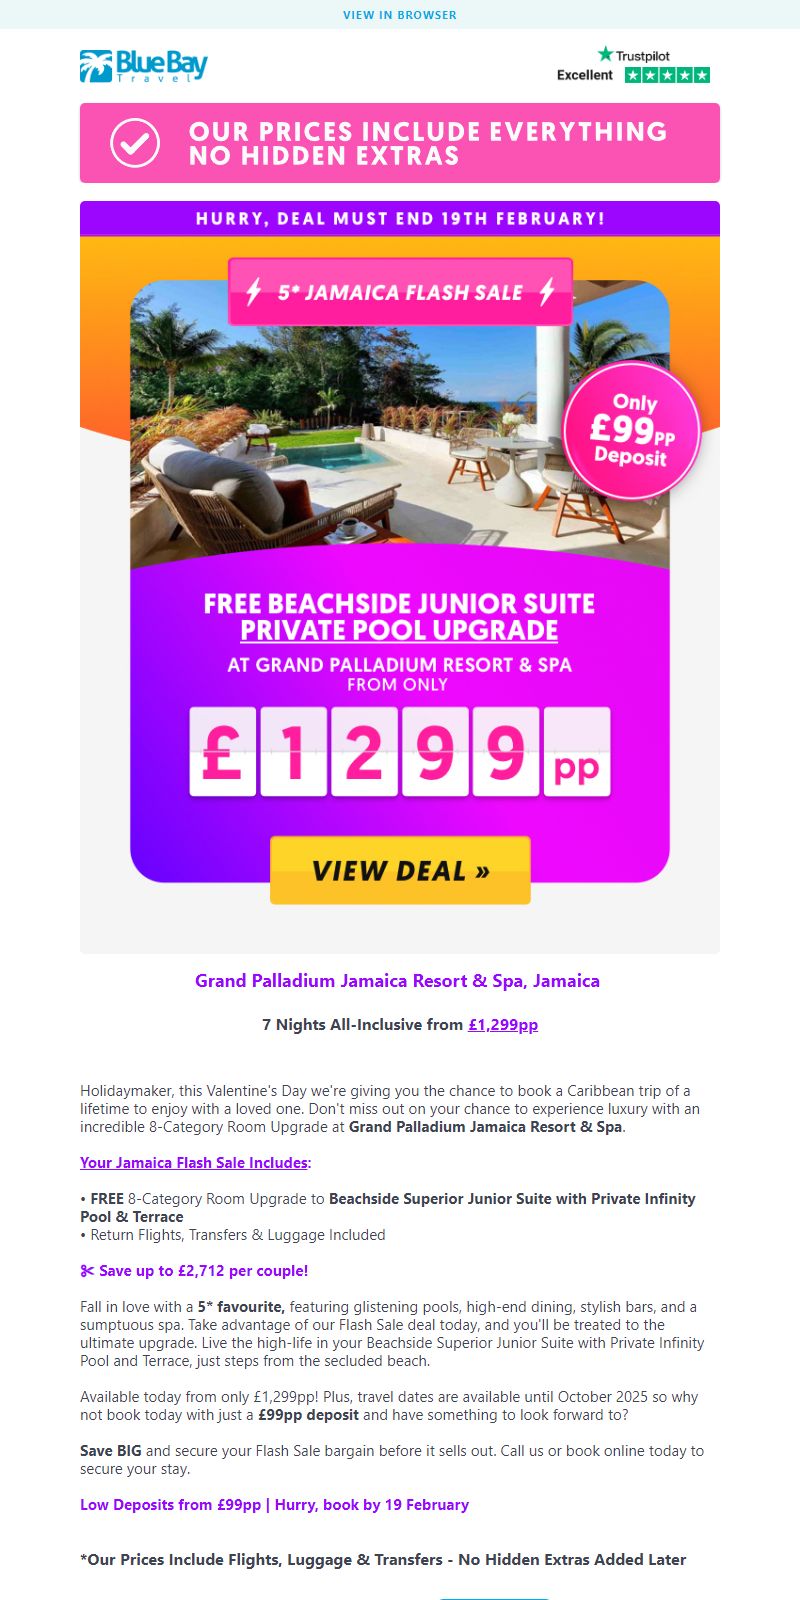 VIEW IN BROWSER
BlueBay
Travel
Trustpilot
Excellent
OUR PRICES INCLUDE EVERYTHING
NO HIDDEN EXTRAS
HURRY, DEAL MUST END 19TH FEBRUARY!
5* JAMAICA FLASH SALE
Only
£99PP
Deposit
FREE BEACHSIDE JUNIOR SUITE
PRIVATE POOL UPGRADE
AT GRAND PALLADIUM RESORT & SPA
FROM ONLY
£1299pp
VIEW DEAL »
Grand Palladium Jamaica Resort & Spa, Jamaica
7 Nights All-Inclusive from £1,299pp
Holidaymaker, this Valentine's Day we're giving you the chance to book a Caribbean trip of a
lifetime to enjoy with a loved one. Don't miss out on your chance to experience luxury with an
incredible 8-Category Room Upgrade at Grand Palladium Jamaica Resort & Spa.
Your Jamaica Flash Sale Includes:
• FREE 8-Category Room Upgrade to Beachside Superior Junior Suite with Private Infinity
Pool & Terrace
• Return Flights, Transfers & Luggage Included
✂ Save up to £2,712 per couple!
Fall in love with a 5* favourite, featuring glistening pools, high-end dining, stylish bars, and a
sumptuous spa. Take advantage of our Flash Sale deal today, and you'll be treated to the
ultimate upgrade. Live the high-life in your Beachside Superior Junior Suite with Private Infinity
Pool and Terrace, just steps from the secluded beach.
Available today from only £1,299pp! Plus, travel dates are available until October 2025 so why
not book today with just a £99pp deposit and have something to look forward to?
Save BIG and secure your Flash Sale bargain before it sells out. Call us or book online today to
secure your stay.
Low Deposits from £99pp | Hurry, book by 19 February
*Our Prices Include Flights, Luggage & Transfers - No Hidden Extras Added Later